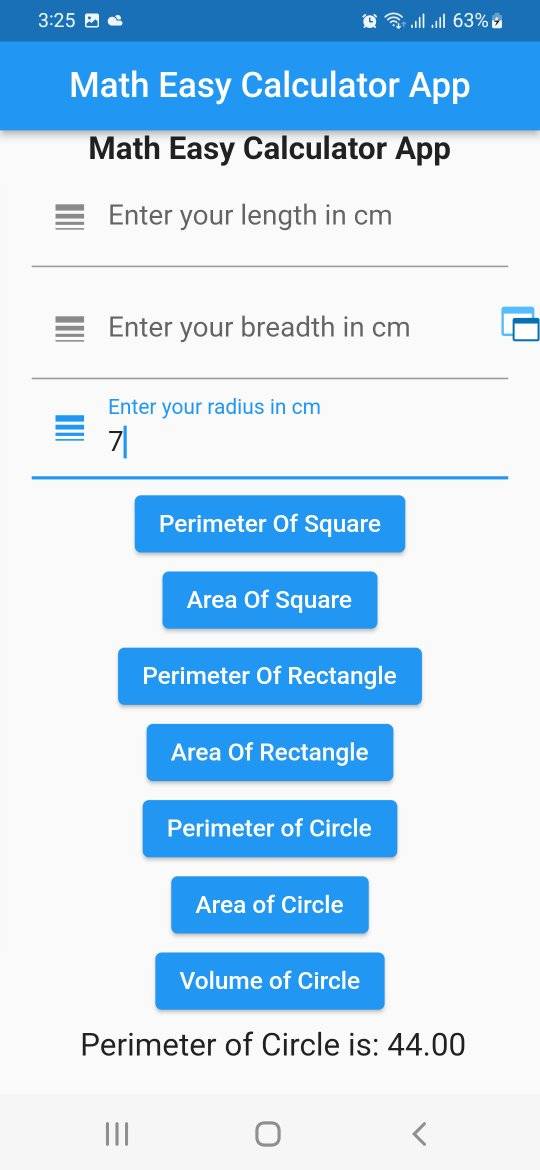 3:25 63%
Math Easy Calculator App
Math Easy Calculator App
Enter your length in cm
Enter your breadth in cm
Enter your radius in cm
7
Perimeter Of Square
Area Of Square
Perimeter Of Rectangle
Area Of Rectangle
Perimeter of Circle
Area of Circle
Volume of Circle
Perimeter of Circle is: 44.00